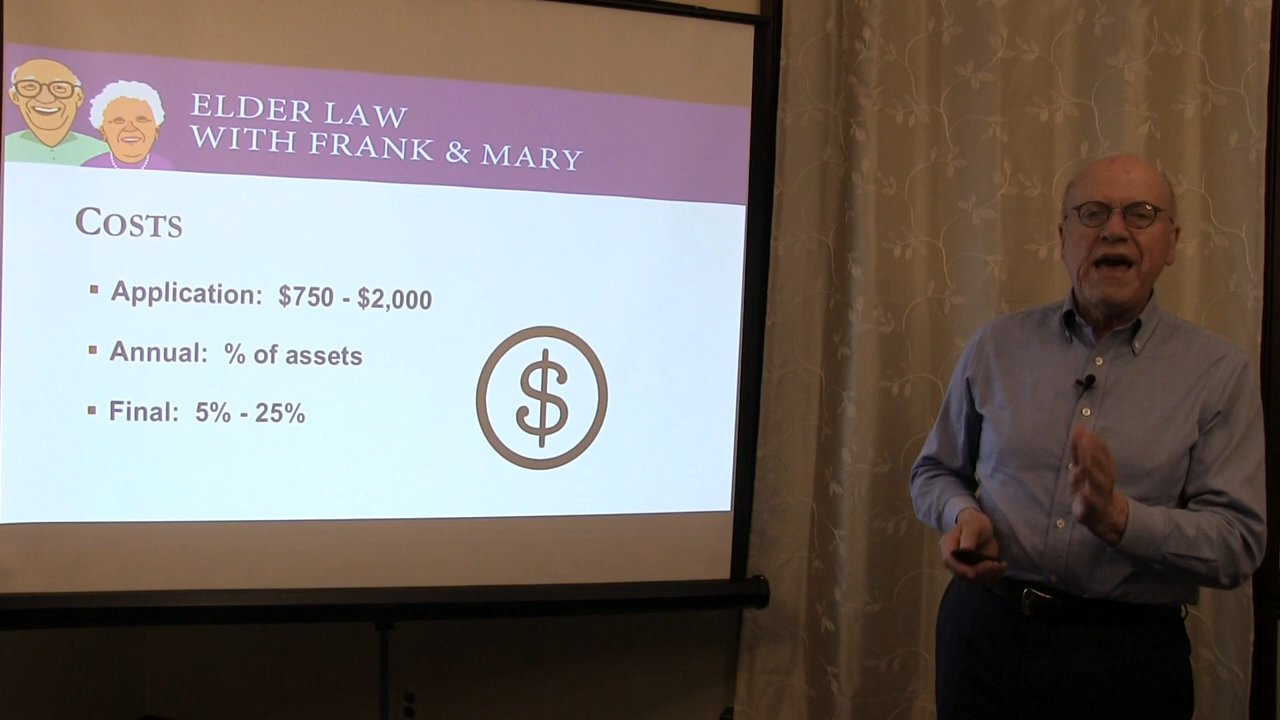 ELDER LAW
WITH FRANK & MARY
COSTS
▪ Application: $750 - $2,000
▪ Annual: % of assets
▪ Final: 5% - 25%
$